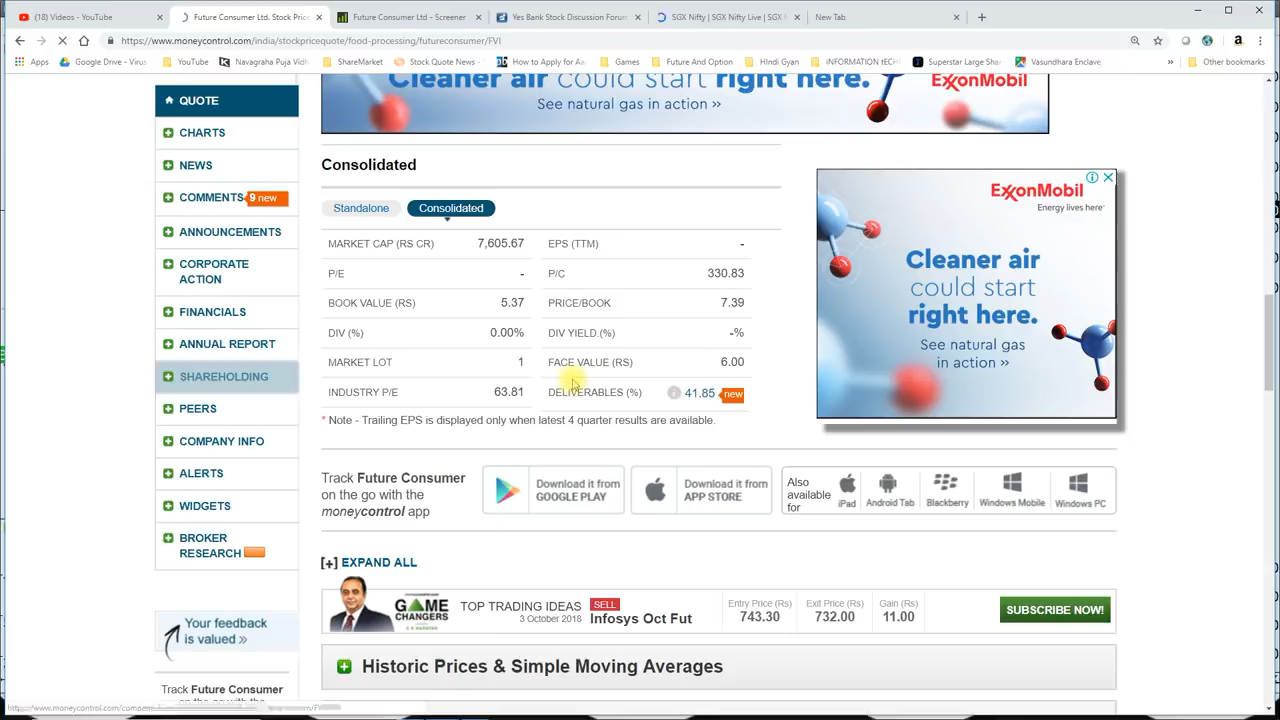 (18) Videos - YouTube
Future Consumer Ltd. Stock Pric
Future Consumer Ltd - Screener
Yes Bank Stock Discussion Forum
SGX Nifty | SGX Nifty Live | SGX N
New Tab
https://www.moneycontrol.com/india/stockpricequote/food-processing/futureconsumer/FVI
Apps
Google Drive - Virus
YouTube
Navagraha Puja Vidh
ShareMarket
Stock Quote News -
How to Apply for Aa
Games
Future And Option
HIndi Gyan
iNFORMATION tECH
Superstar Large Shar
Vasundhara Enclave,
Other bookmarks
Cleaner air could start right here.
See natural gas in action »
ExxonMobil
QUOTE
CHARTS
NEWS
COMMENTS 9 new
ANNOUNCEMENTS
CORPORATE
ACTION
FINANCIALS
ANNUAL REPORT
SHAREHOLDING
PEERS
COMPANY INFO
ALERTS
WIDGETS
BROKER
RESEARCH
Your feedback
is valued »
Track Future Consumer
Consolidated
Standalone Consolidated
MARKET CAP (RS CR) 7,605.67 EPS (TTM) -
P/E - P/C 330.83
BOOK VALUE (RS) 5.37 PRICE/BOOK 7.39
DIV (%) 0.00% DIV YIELD.(%) -%
MARKET LOT 1 FACE VALUE (RS) 6.00
INDUSTRY P/E 63.81 DELIVERABLES (%) 41.85 new
* Note - Trailing EPS is displayed only when latest 4 quarter results are available.
ExxonMobil
Energy lives here™
Cleaner air
could start
right here.
See natural gas
in action »
Track Future Consumer
on the go with the
moneycontrol app
Download it from
GOOGLE PLAY
Download it from
APP STORE
Also
available
for
iPad
Android Tab
Blackberry
Windows Mobile
Windows PC
[+] EXPAND ALL
GAME
CHANGERS
TOP TRADING IDEAS
3 October 2018
SELL
Infosys Oct Fut
Entry Price (Rs)
743.30
Exit Price (Rs)
732.00
Gain (Rs)
11.00
SUBSCRIBE NOW!
Historic Prices & Simple Moving Averages